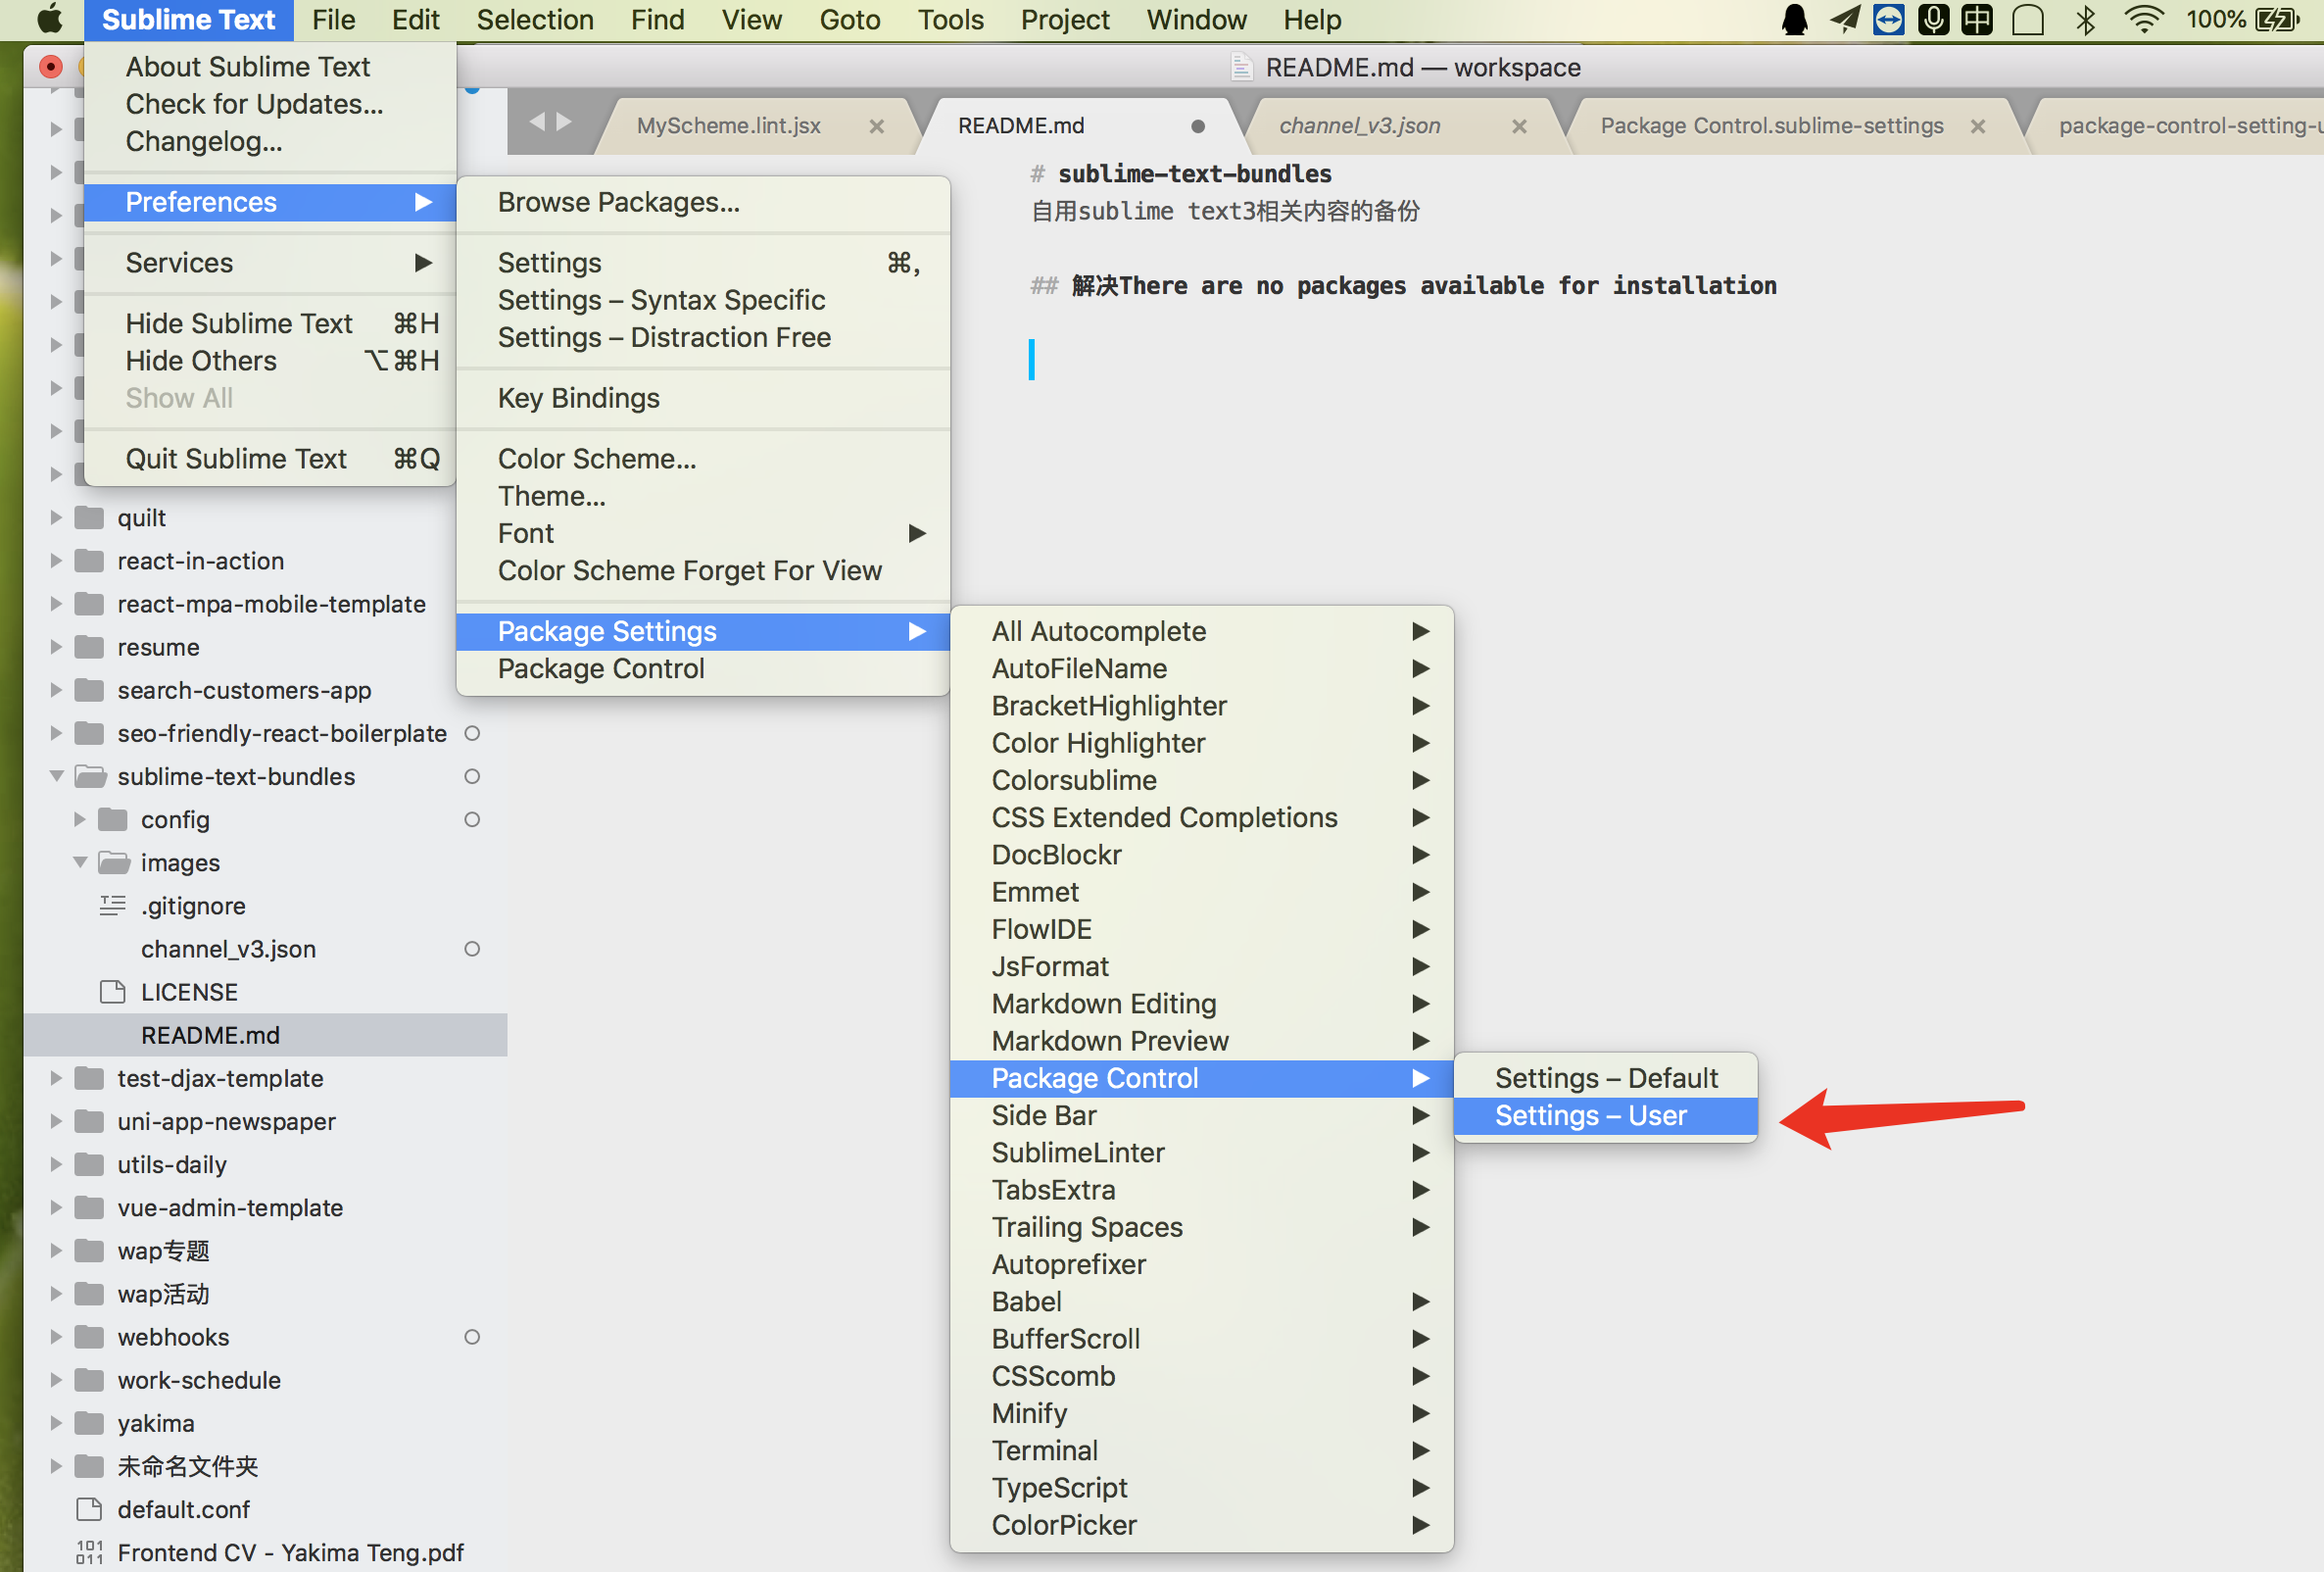 Sublime Text File Edit Selection Find View Goto Tools Project Window Help 中 100%
README.md — workspace
About Sublime Text
Check for Updates...
Changelog...
Preferences
Services
Hide Sublime Text ⌘H
Hide Others ⌥⌘H
Show All
Quit Sublime Text ⌘Q
Browse Packages...
Settings ⌘,
Settings – Syntax Specific
Settings – Distraction Free
Key Bindings
Color Scheme...
Theme...
Font
Color Scheme Forget For View
Package Settings
Package Control
All Autocomplete
AutoFileName
BracketHighlighter
Color Highlighter
Colorsublime
CSS Extended Completions
DocBlockr
Emmet
FlowIDE
JsFormat
Markdown Editing
Markdown Preview
Package Control
Side Bar
SublimeLinter
TabsExtra
Trailing Spaces
Autoprefixer
Babel
BufferScroll
CSScomb
Minify
Terminal
TypeScript
ColorPicker
Settings – Default
Settings – User
MyScheme.lint.jsx README.md channel_v3.json Package Control.sublime-settings package-control-setting-u
# sublime-text-bundles
自用sublime text3相关内容的备份
## 解决There are no packages available for installation
quilt
react-in-action
react-mpa-mobile-template
resume
search-customers-app
seo-friendly-react-boilerplate
sublime-text-bundles
config
images
.gitignore
channel_v3.json
LICENSE
README.md
test-djax-template
uni-app-newspaper
utils-daily
vue-admin-template
wap专题
wap活动
webhooks
work-schedule
yakima
未命名文件夹
default.conf
Frontend CV - Yakima Teng.pdf